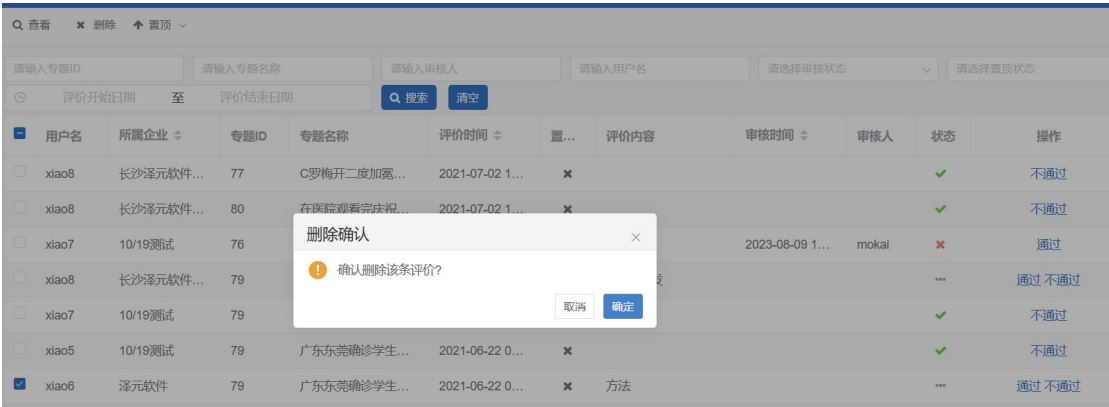 查看 删除 置顶
请输入专题ID 请输入专题名称 请输入审核人 请输入用户名 请选择审核状态 请选择置顶状态
评价开始日期 至 评价结束日期 搜索 清空
用户名 所属企业 专题ID 专题名称 评价时间 置... 评价内容 审核时间 审核人 状态 操作
xiao8 长沙泽元软件... 77 C罗梅开二度加冕... 2021-07-02 1... 不通过
xiao8 长沙泽元软件... 80 在医院观看完庆祝... 2021-07-02 1... 不通过
xiao7 10/19测试 76 2023-08-09 1... mokai 通过
xiao8 长沙泽元软件... 79 通过 不通过
xiao7 10/19测试 79 不通过
xiao5 10/19测试 79 广东东莞确诊学生... 2021-06-22 0... 不通过
xiao6 泽元软件 79 广东东莞确诊学生... 2021-06-22 0... 方法 通过 不通过
删除确认
确认删除该条评价?
取消 确定